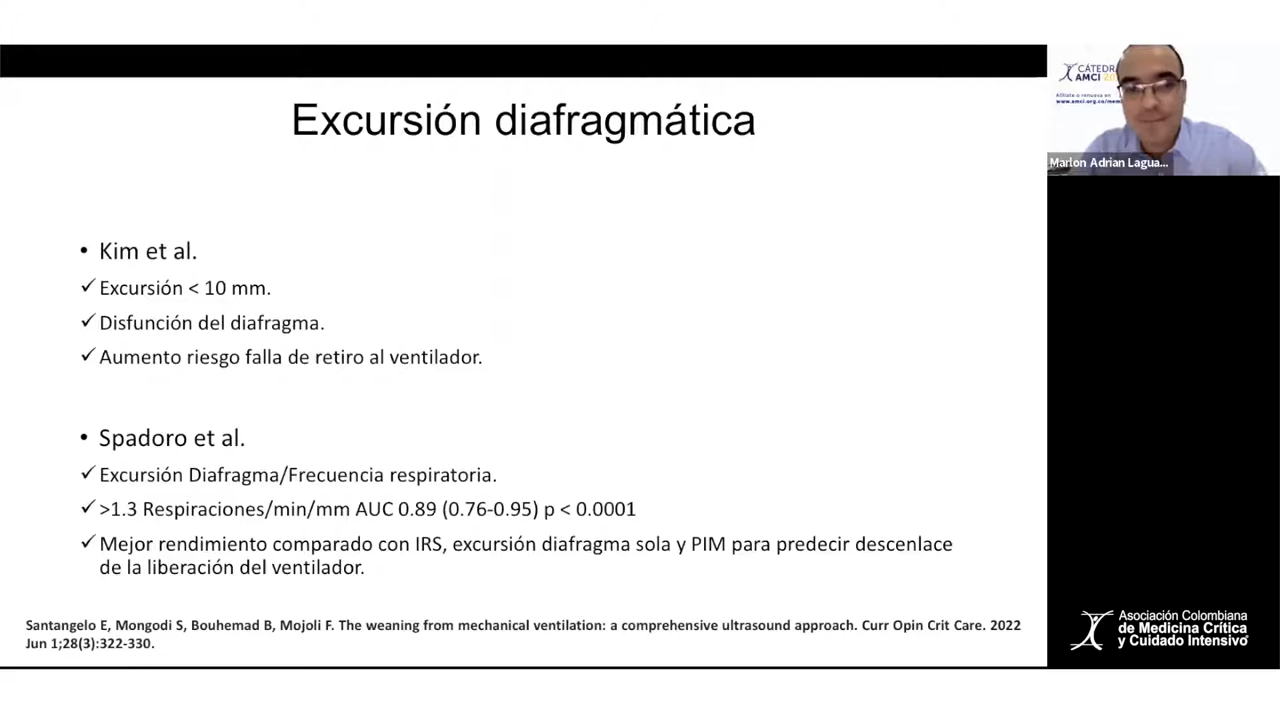 Excursión diafragmática
• Kim et al.
✓ Excursión < 10 mm.
✓ Disfunción del diafragma.
✓ Aumento riesgo falla de retiro al ventilador.
• Spadoro et al.
✓ Excursión Diafragma/Frecuencia respiratoria.
✓ >1.3 Respiraciones/min/mm AUC 0.89 (0.76-0.95) p < 0.0001
✓ Mejor rendimiento comparado con IRS, excursión diafragma sola y PIM para predecir descenlace
de la liberación del ventilador.
Santangelo E, Mongodi S, Bouhemad B, Mojoli F. The weaning from mechanical ventilation: a comprehensive ultrasound approach. Curr Opin Crit Care. 2022
Jun 1;28(3):322-330.
CÁTEDRA
AMCI
Afíliate o renueva en
www.amci.org.co
Marlon Adrian Lagua...
Asociación Colombiana
de Medicina Crítica
y Cuidado Intensivo